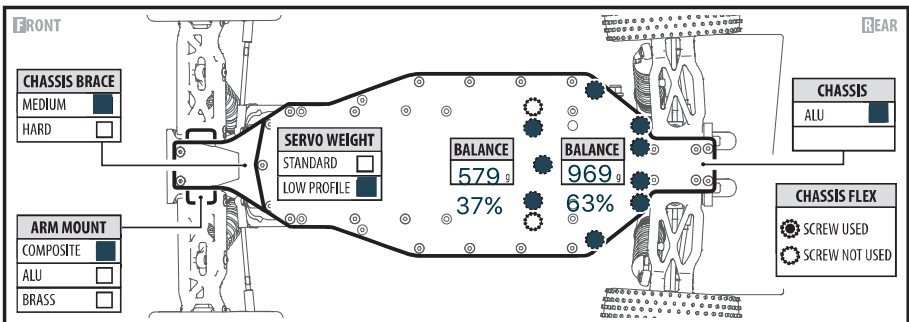 FRONT
REAR
CHASSIS BRACE
MEDIUM
HARD
SERVO WEIGHT
STANDARD
LOW PROFILE
ARM MOUNT
COMPOSITE
ALU
BRASS
BALANCE
579 g
37%
BALANCE
969 g
63%
CHASSIS
ALU
CHASSIS FLEX
SCREW USED
SCREW NOT USED